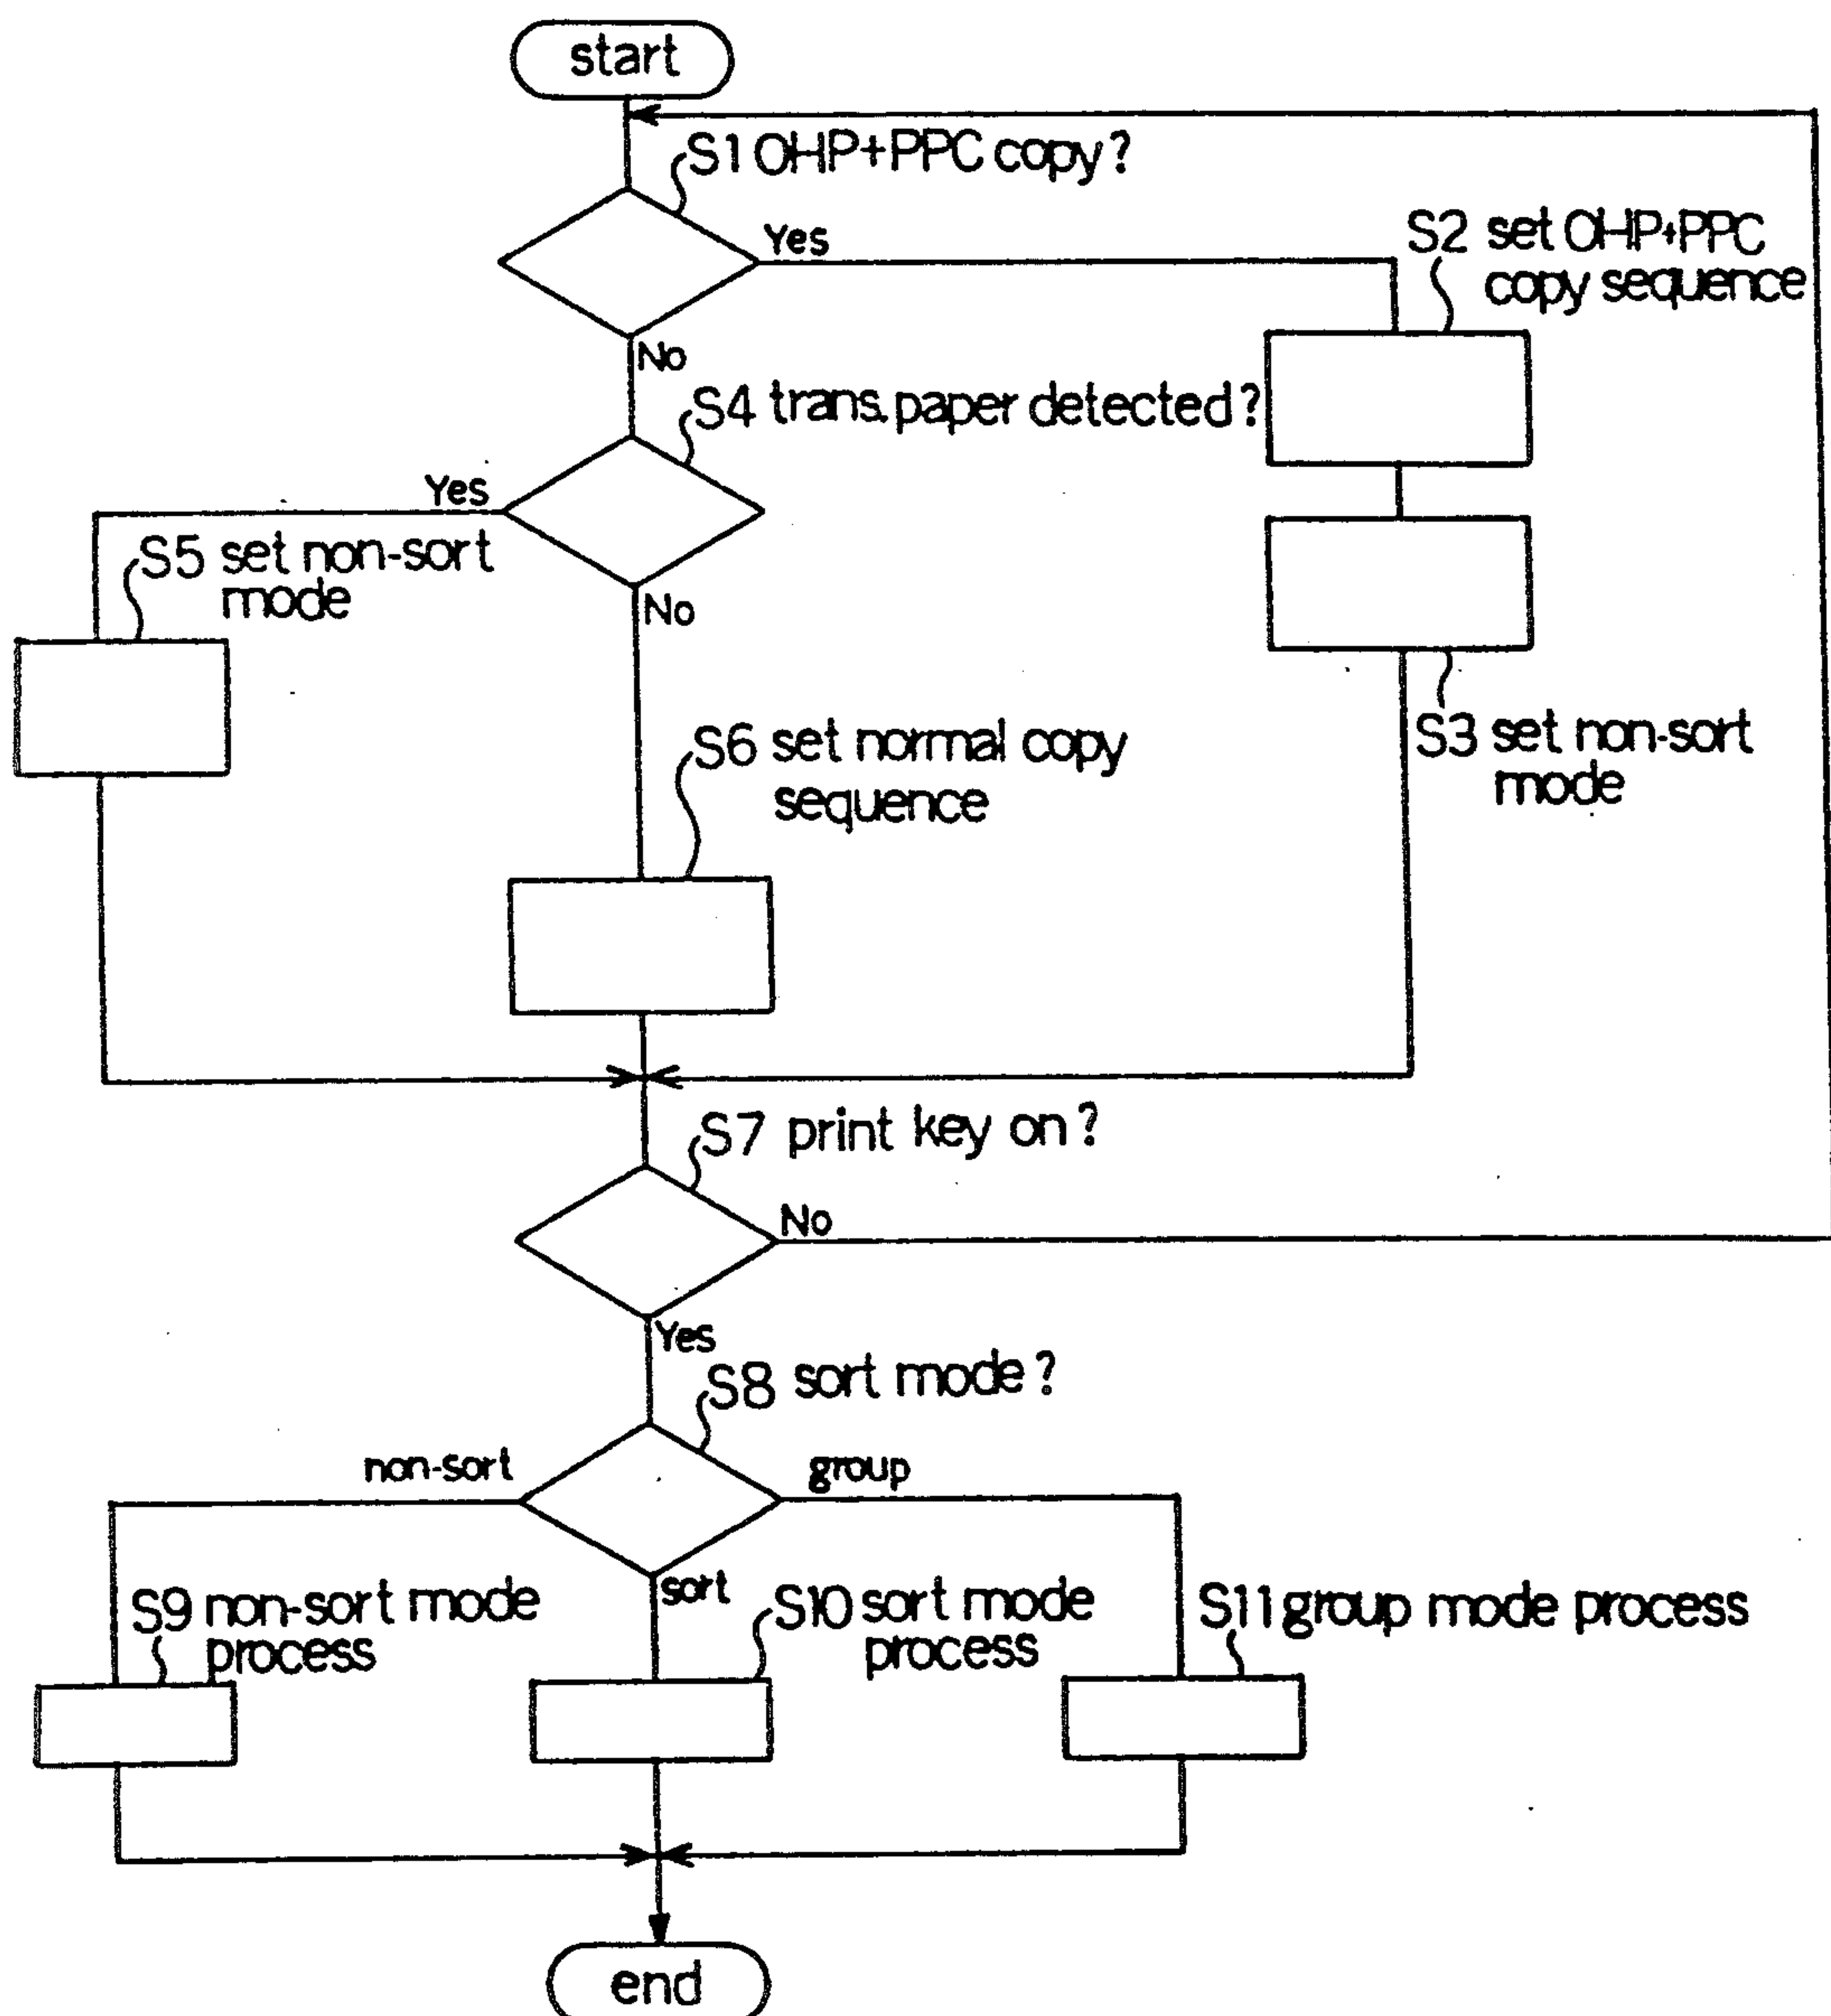 start
S1 OHP+PPC copy?
Yes
S2 set OHP+PPC
copy sequence
No
S4 trans. paper detected?
Yes
S5 set non-sort
mode
No
S3 set non-sort
mode
S6 set normal copy
sequence
S7 print key on?
No
Yes
S8 sort mode?
non-sort
group
sort
S9 non-sort mode
process
S10 sort mode
process
S11 group mode process
end